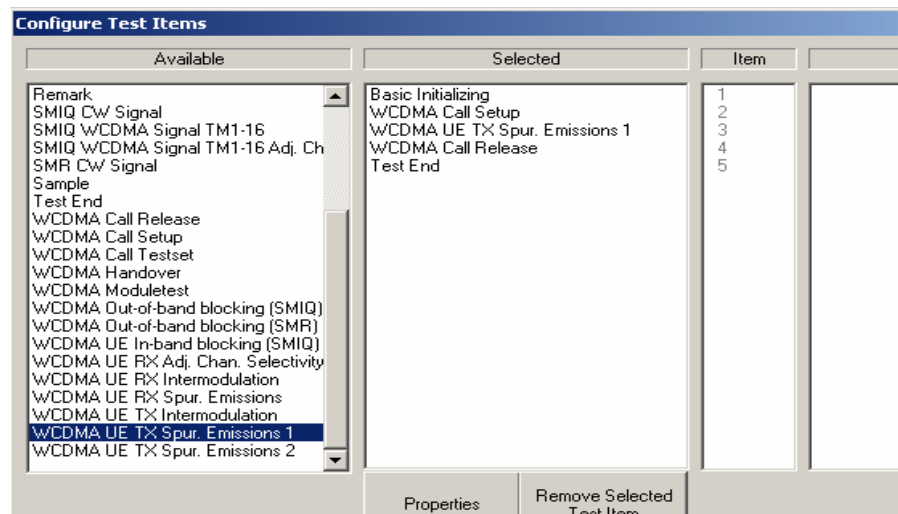 Configure Test Items
Available
Selected
Item
Remark
SMIQ CW Signal
SMIQ WCDMA Signal TM1-16
SMIQ WCDMA Signal TM1-16 Adj. Ch
SMR CW Signal
Sample
Test End
WCDMA Call Release
WCDMA Call Setup
WCDMA Call Testset
WCDMA Handover
WCDMA Moduletest
WCDMA Out-of-band blocking (SMIQ)
WCDMA Out-of-band blocking (SMR)
WCDMA UE In-band blocking (SMIQ)
WCDMA UE RX Adj. Chan. Selectivity
WCDMA UE RX Intermodulation
WCDMA UE RX Spur. Emissions
WCDMA UE TX Intermodulation
WCDMA UE TX Spur. Emissions 1
WCDMA UE TX Spur. Emissions 2
Basic Initializing
WCDMA Call Setup
WCDMA UE TX Spur. Emissions 1
WCDMA Call Release
Test End
1
2
3
4
5
Properties
Remove Selected
Test Item